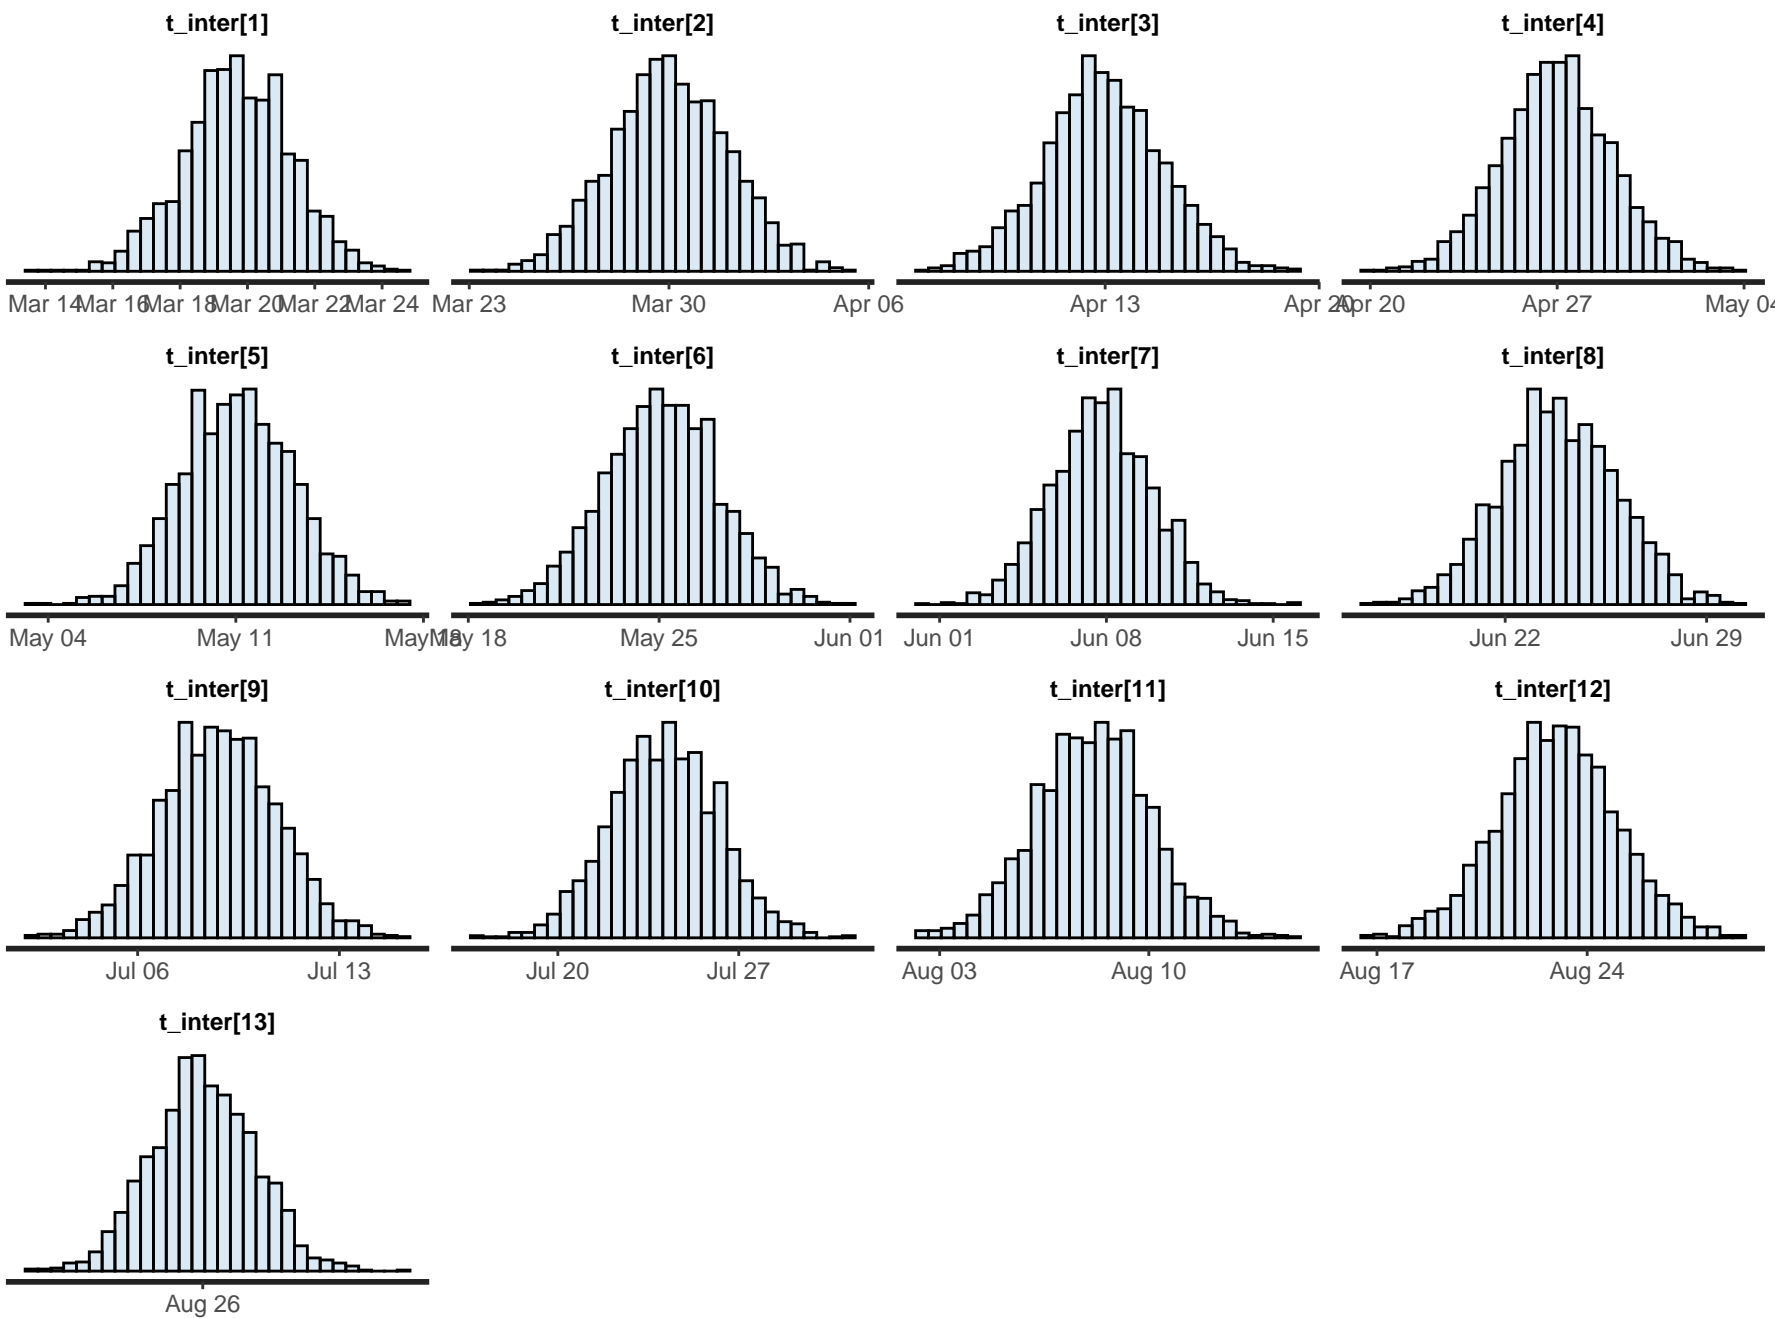 t_inter[1] t_inter[2] t_inter[3] t_inter[4]
Mar 14 Mar 16 Mar 18 Mar 20 Mar 22 Mar 24 Mar 23 Mar 30 Apr 06 Apr 13 Apr 20 Apr 20 Apr 27 May 04
t_inter[5] t_inter[6] t_inter[7] t_inter[8]
May 04 May 11 May 18 May 18 May 25 Jun 01 Jun 01 Jun 08 Jun 15 Jun 22 Jun 29
t_inter[9] t_inter[10] t_inter[11] t_inter[12]
Jul 06 Jul 13 Jul 20 Jul 27 Aug 03 Aug 10 Aug 17 Aug 24
t_inter[13]
Aug 26